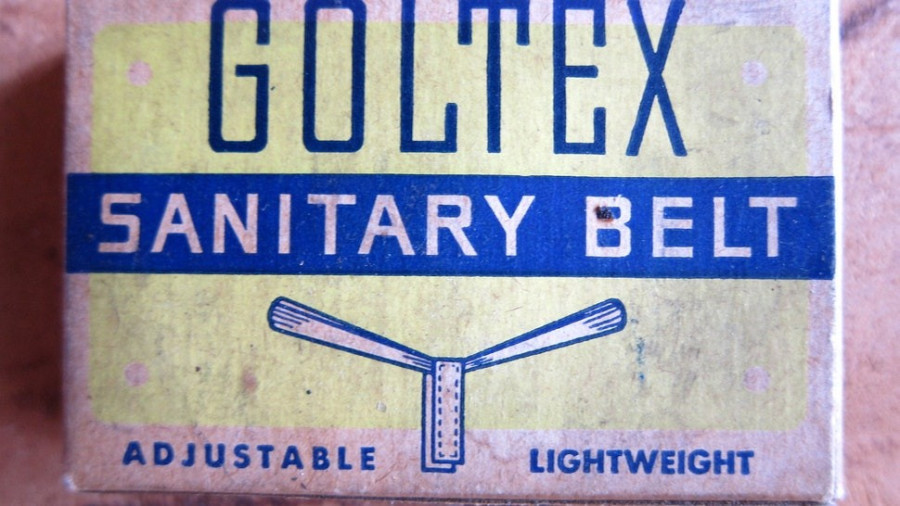 GOLTEX
SANITARY BELT
ADJUSTABLE LIGHTWEIGHT